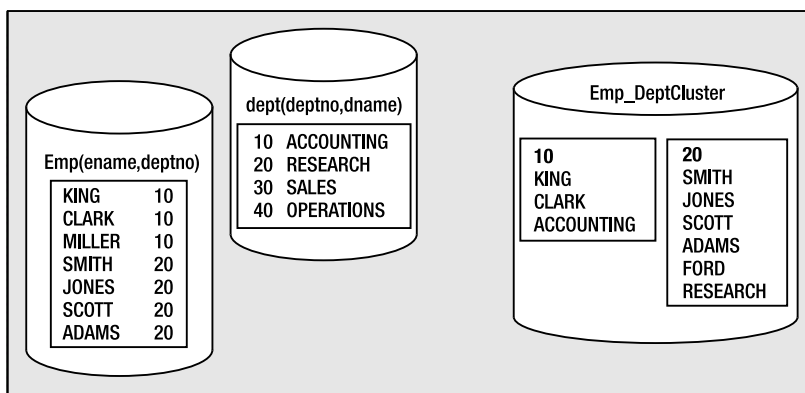 Emp(ename,deptno)
KING 10
CLARK 10
MILLER 10
SMITH 20
JONES 20
SCOTT 20
ADAMS 20
dept(deptno,dname)
10 ACCOUNTING
20 RESEARCH
30 SALES
40 OPERATIONS
Emp_DeptCluster
10
KING
CLARK
ACCOUNTING
20
SMITH
JONES
SCOTT
ADAMS
FORD
RESEARCH